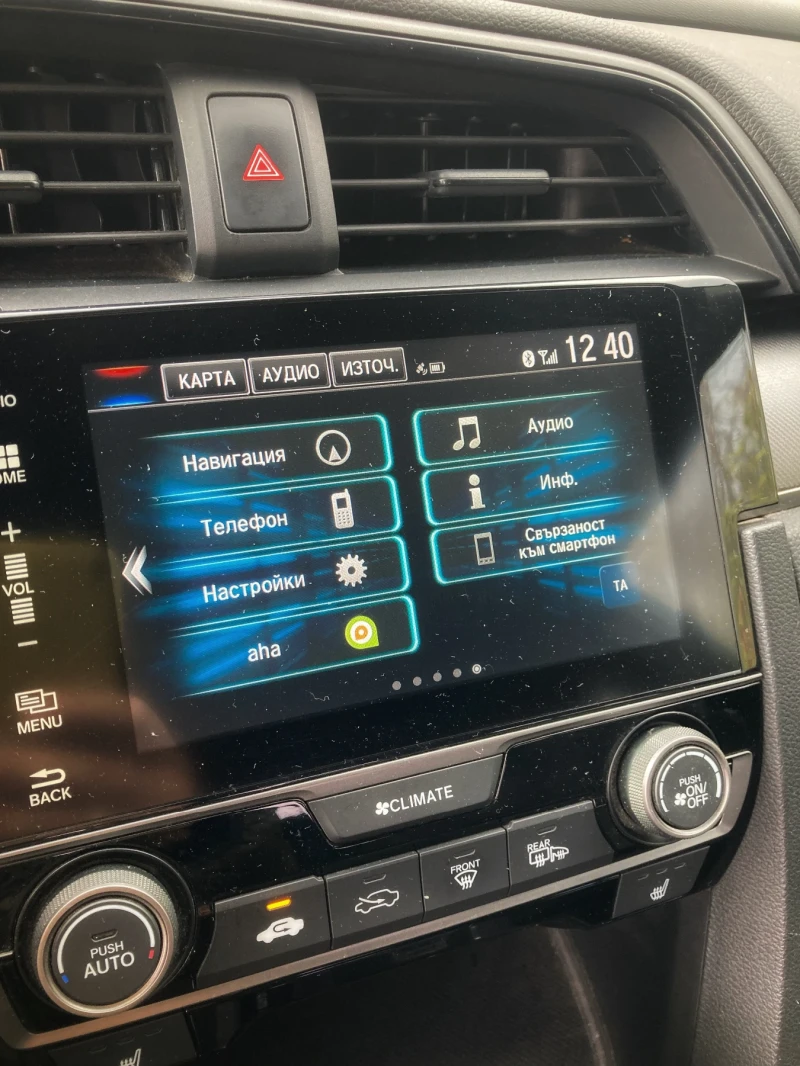 КАРТА
АУДИО
ИЗТОЧ.
12 40
Навигация
Аудио
Телефон
Инф.
Настройки
Свързаност
към смартфон
aha
TA
VOL
MENU
BACK
CLIMATE
PUSH
ON/
OFF
REAR
FRONT
PUSH
AUTO